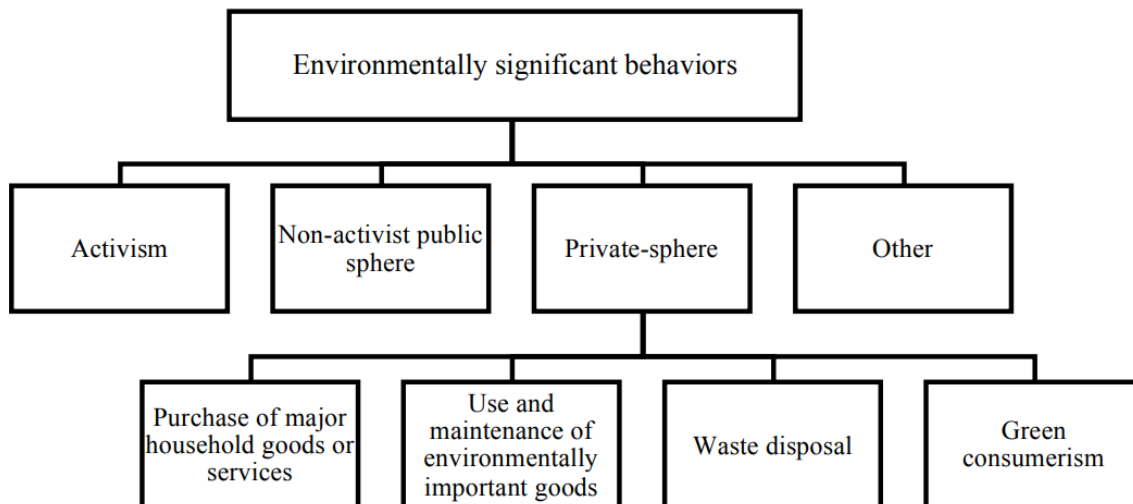 Environmentally significant behaviors
Activism
Non-activist public
sphere
Private-sphere
Other
Purchase of major
household goods or
services
Use and
maintenance of
environmentally
important goods
Waste disposal
Green
consumerism